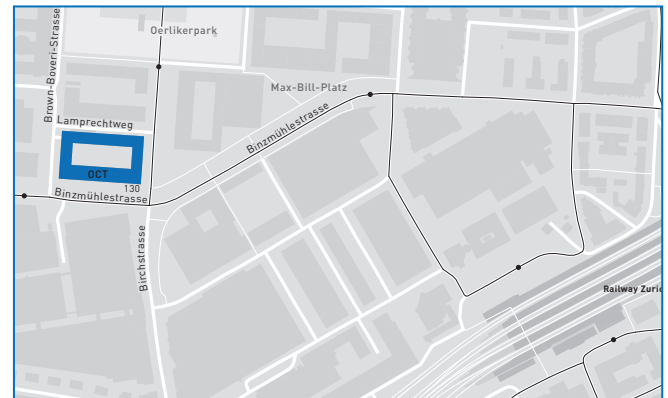 Oerlikerpark
Brown-Boveri-Strasse
Max-Bill-Platz
Lamprechtweg
Binzmühlestrasse
OCT
130
Binzmühlestrasse
Birchstrasse
Railway Zuric